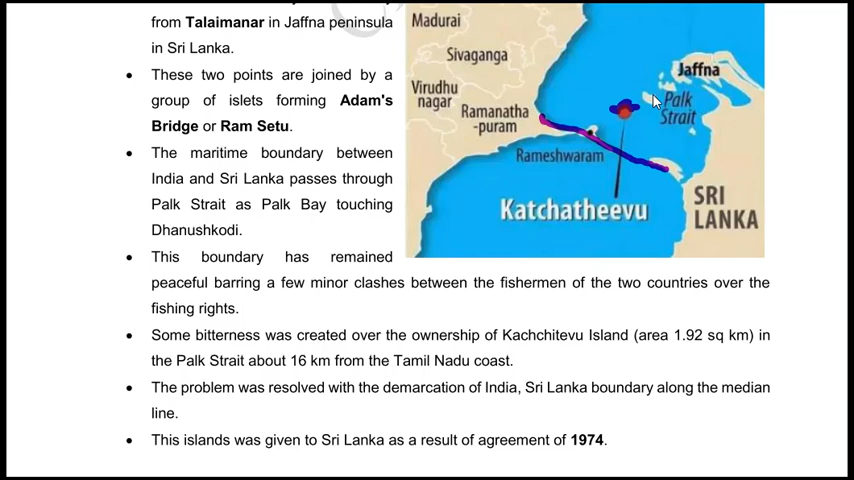 from Talaimanar in Jaffna peninsula
in Sri Lanka.
• These two points are joined by a
group of islets forming Adam's
Bridge or Ram Setu.
• The maritime boundary between
India and Sri Lanka passes through
Palk Strait as Palk Bay touching
Dhanushkodi.
• This boundary has remained
peaceful barring a few minor clashes between the fishermen of the two countries over the
fishing rights.
• Some bitterness was created over the ownership of Kachchitevu Island (area 1.92 sq km) in
the Palk Strait about 16 km from the Tamil Nadu coast.
• The problem was resolved with the demarcation of India, Sri Lanka boundary along the median
line.
• This islands was given to Sri Lanka as a result of agreement of 1974.
Madurai
Sivaganga
Virudhu
nagar
Ramanatha
-puram
Rameshwaram
Jaffna
Palk
Strait
Katchatheevu
SRI
LANKA